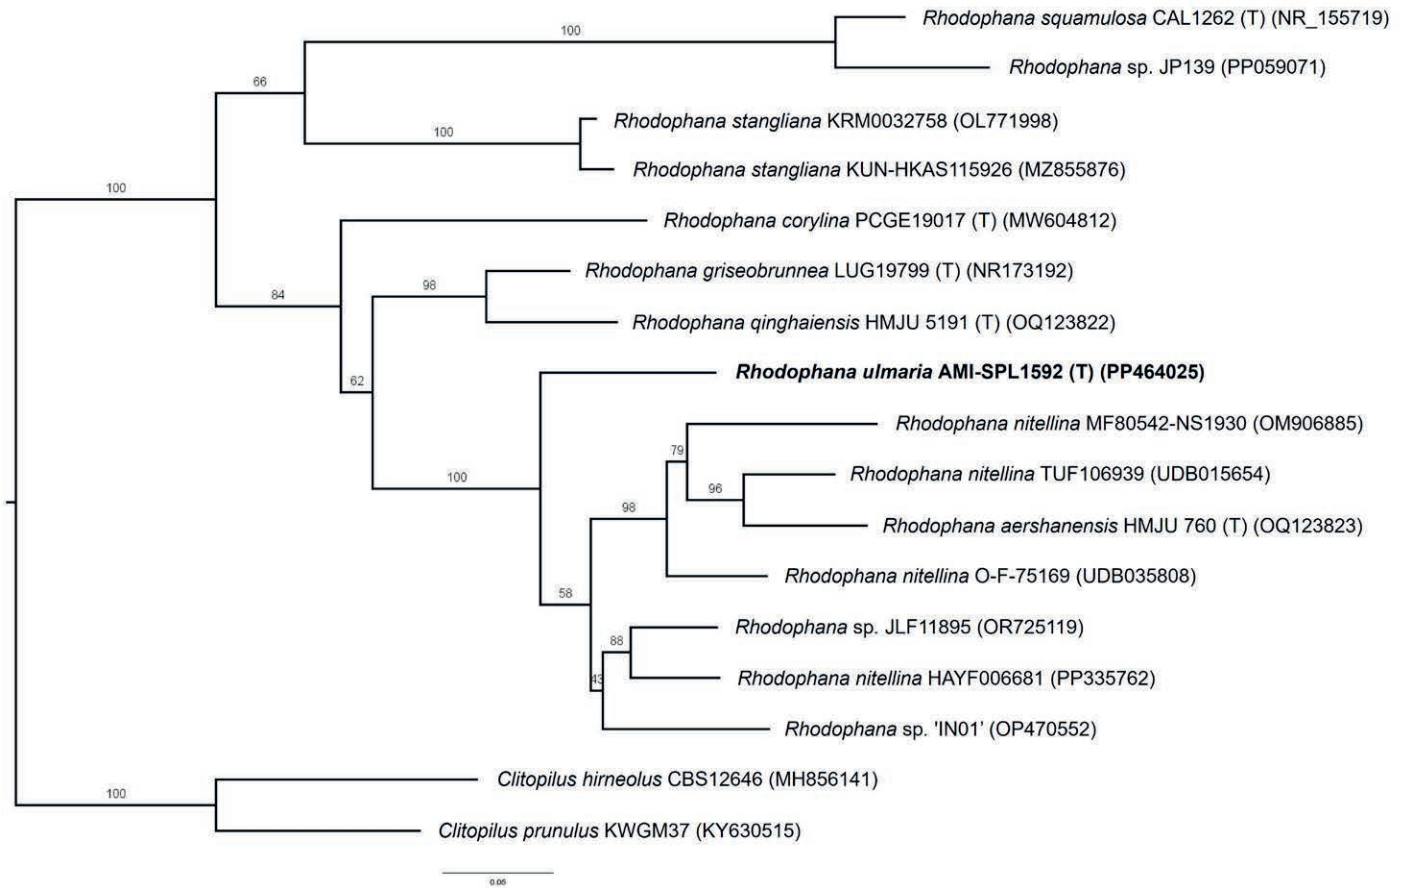 Rhodophana squamulosa CAL1262 (T) (NR_155719)
100
Rhodophana sp. JP139 (PP059071)
66
Rhodophana stangliana KRM0032758 (OL771998)
100
Rhodophana stangliana KUN-HKAS115926 (MZ855876)
100
Rhodophana corylina PCGE19017 (T) (MW604812)
Rhodophana griseobrunnea LUG19799 (T) (NR173192)
98
84
Rhodophana qinghaiensis HMJU 5191 (T) (OQ123822)
Rhodophana ulmaria AMI-SPL1592 (T) (PP464025)
62
Rhodophana nitellina MF80542-NS1930 (OM906885)
79
Rhodophana nitellina TUF106939 (UDB015654)
100
96
Rhodophana aershanensis HMJU 760 (T) (OQ123823)
98
Rhodophana nitellina O-F-75169 (UDB035808)
58
Rhodophana sp. JLF11895 (OR725119)
88
Rhodophana nitellina HAYF006681 (PP335762)
43
Rhodophana sp. 'IN01' (OP470552)
Clitopilus hirneolus CBS12646 (MH856141)
100
Clitopilus prunulus KWGM37 (KY630515)
0.05